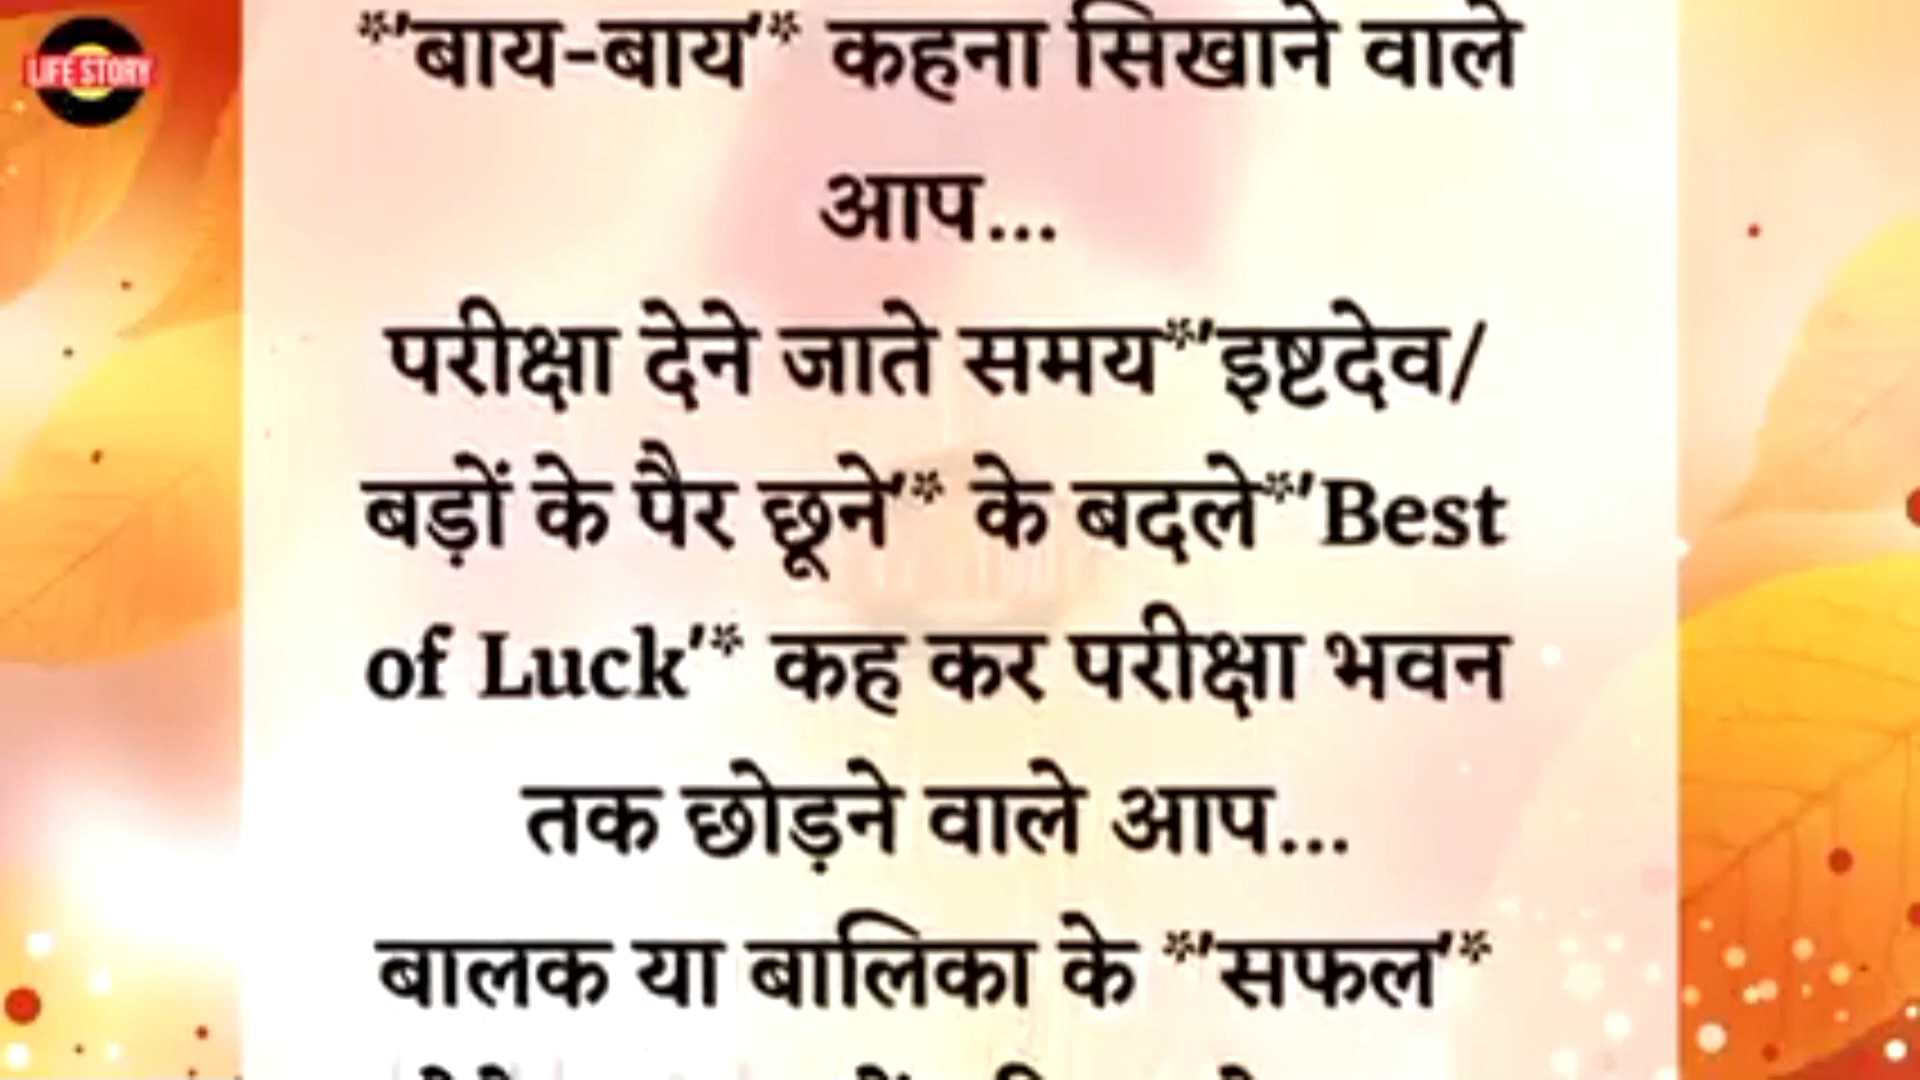 LIFE STORY
*'बाय-बाय'* कहना सिखाने वाले
आप...
परीक्षा देने जाते समय*'इष्टदेव/
बड़ों के पैर छूने'* के बदले*'Best
of Luck'* कह कर परीक्षा भवन
तक छोड़ने वाले आप...
बालक या बालिका के *'सफल'*